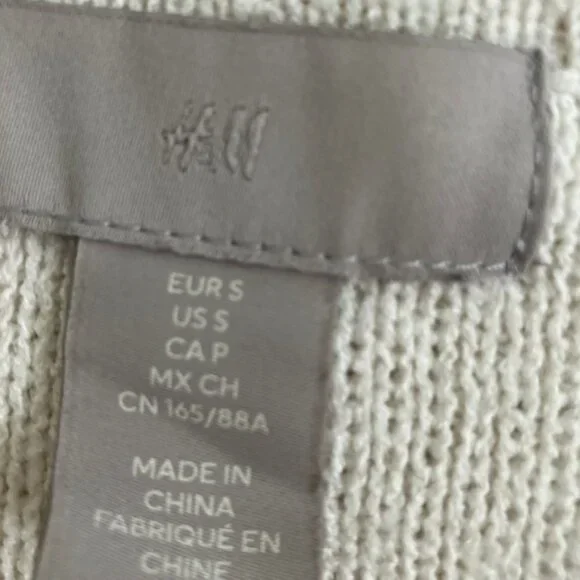 H&M
EUR S
US S
CA P
MX CH
CN 165/88A
MADE IN
CHINA
FABRIQUÉ EN
CHINE